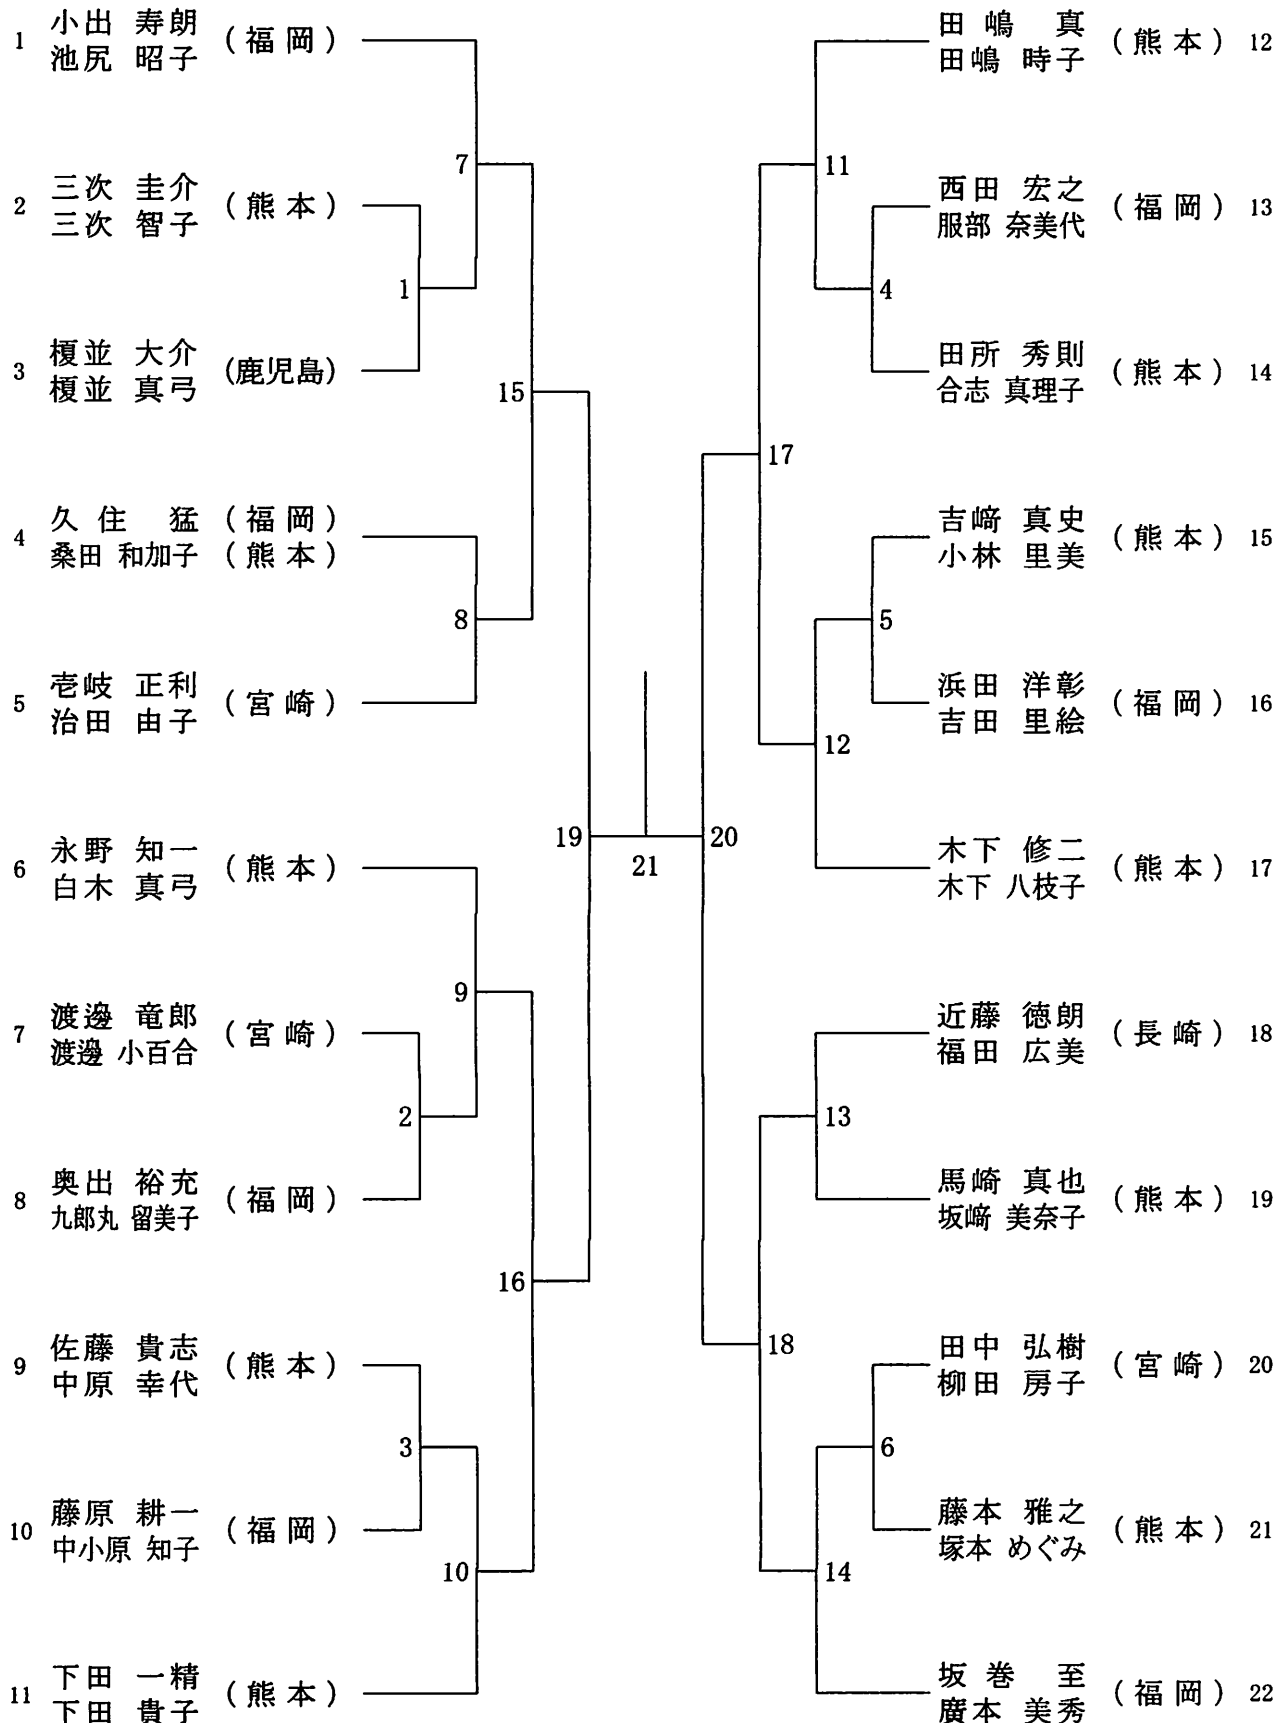 1 小出 寿朗 (福岡)
池尻 昭子
2 三次 圭介 (熊本)
三次 智子
3 榎並 大介 (鹿児島)
榎並 真弓
4 久住 猛 (福岡)
桑田 和加子 (熊本)
5 壱岐 正利 (宮崎)
治田 由子
6 永野 知一 (熊本)
白木 真弓
7 渡邊 竜郎 (宮崎)
渡邊 小百合
8 奥出 裕充 (福岡)
九郎丸 留美子
9 佐藤 貴志 (熊本)
中原 幸代
10 藤原 耕一 (福岡)
中小原 知子
11 下田 一精 (熊本)
下田 貴子
7
1
15
8
19
9
2
16
3
10
21
11
4
17
5
12
20
13
18
6
14
田嶋 真 (熊本) 12
田嶋 時子
西田 宏之 (福岡) 13
服部 奈美代
田所 秀則 (熊本) 14
合志 真理子
吉﨑 真史 (熊本) 15
小林 里美
浜田 洋彰 (福岡) 16
吉田 里絵
木下 修二 (熊本) 17
木下 八枝子
近藤 徳朗 (長崎) 18
福田 広美
馬崎 真也 (熊本) 19
坂﨑 美奈子
田中 弘樹 (宮崎) 20
柳田 房子
藤本 雅之 (熊本) 21
塚本 めぐみ
坂巻 至 (福岡) 22
廣本 美秀